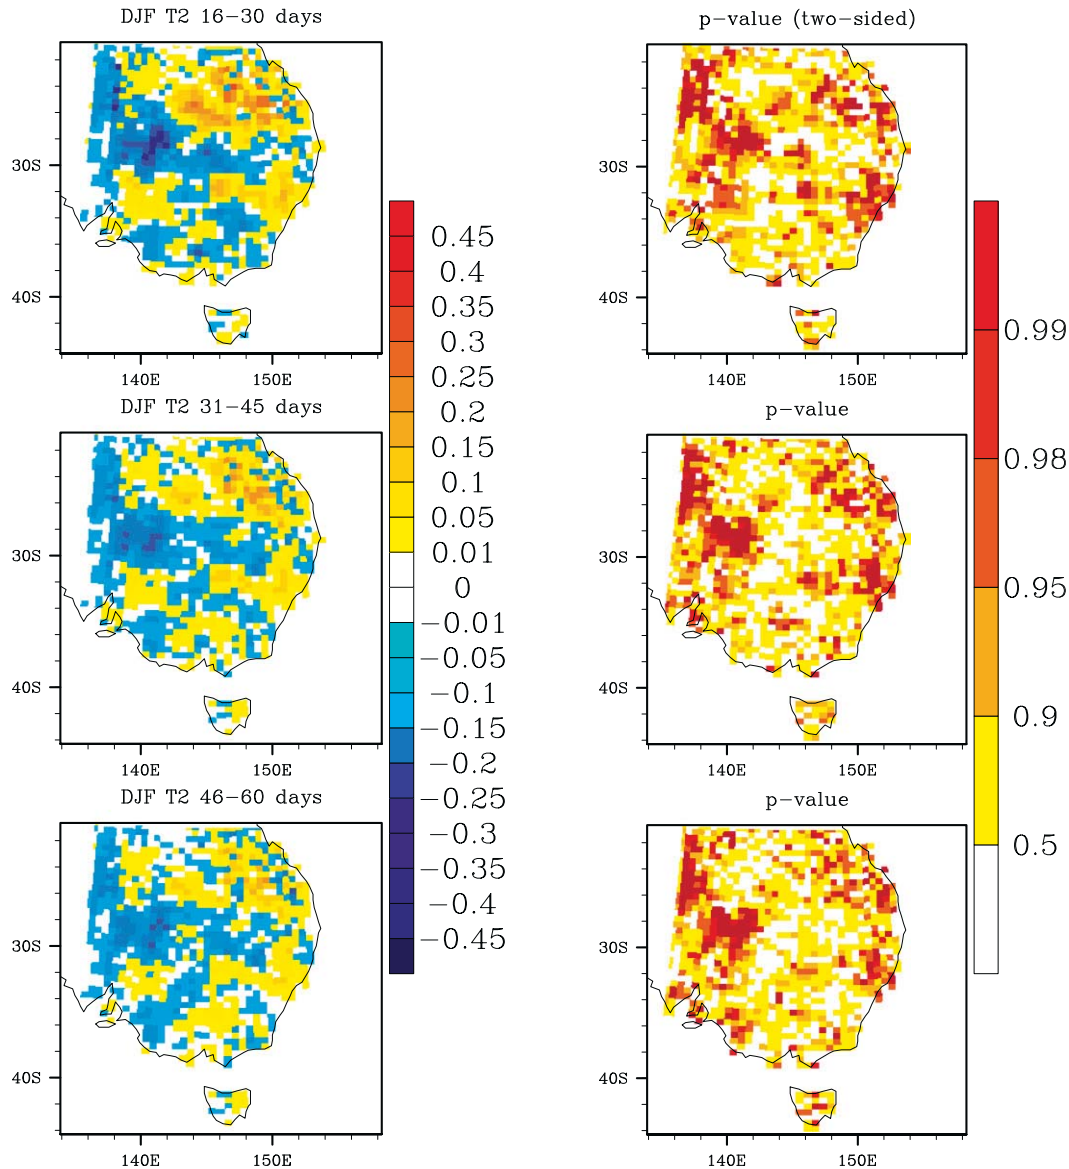 DJF T2 16−30 days
30S
40S
140E
150E
DJF T2 31−45 days
30S
40S
140E
150E
DJF T2 46−60 days
30S
40S
140E
150E
0.45
0.4
0.35
0.3
0.25
0.2
0.15
0.1
0.05
0.01
0
−0.01
−0.05
−0.1
−0.15
−0.2
−0.25
−0.3
−0.35
−0.4
−0.45
p−value (two−sided)
30S
40S
140E
150E
p−value
30S
40S
140E
150E
p−value
30S
40S
140E
150E
0.99
0.98
0.95
0.9
0.5